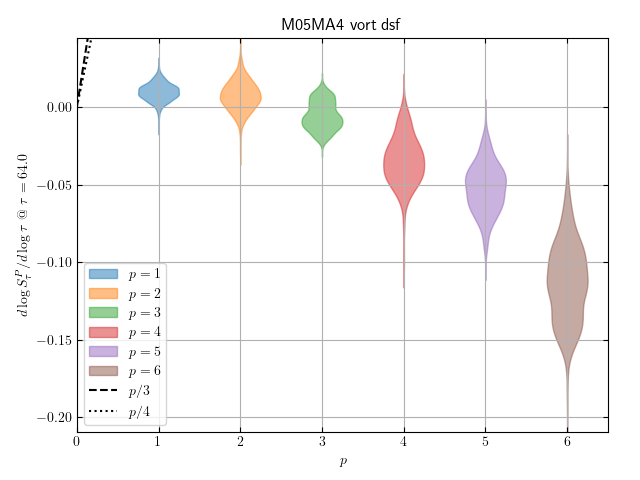 M05MA4 vort dsf
d log S_τ^P / d log τ @ τ = 64.0
0.00
−0.05
−0.10
−0.15
−0.20
p = 1
p = 2
p = 3
p = 4
p = 5
p = 6
p/3
p/4
0 1 2 3 4 5 6
p